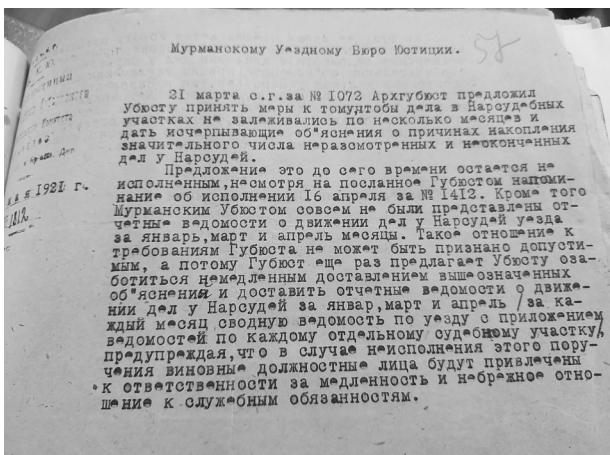 Мурманскому Уездному Бюро Юстиции.
21 марта с.г.за № 1072 Архгубюст предложил
Убюсту принять меры к тому,чтобы дела в Нарсудебных
участках не залеживались по несколько месяцев и
дать исчерпывающие об"яснения о причинах накопления
значительного числа неразсмотренных и неоконченных
дел у Нарсудей.
Предложение это до сего времени остается не
исполненным,несмотря на посланное Губюстом напоми-
нание об исполнении 16 апреля за № 1412. Кроме того
Мурманским Убюстом совсем не были представлены от-
четные ведомости о движении дел у Нарсудей уезда
за январь,март и апрель месяцы. Такое отношение к
требованиям Губюста не может быть признано допусти-
мым, а потому Губюст еще раз предлагает Убюсту оза-
ботиться немедленным доставлением вышеозначенных
об"яснения и доставить отчетные ведомости о движе-
нии дел у Нарсудей за январ,март и апрель /за ка-
ждый месяц сводную ведомость по уезду с приложением
ведомостей по каждому отдельному судебному участку/
предупреждая,что в случае неисполнения этого пору-
чения виновные должностные лица будут привлечены
к ответственности за медленность и небрежное отно-
шение к служебным обязанностям.
1921 г.